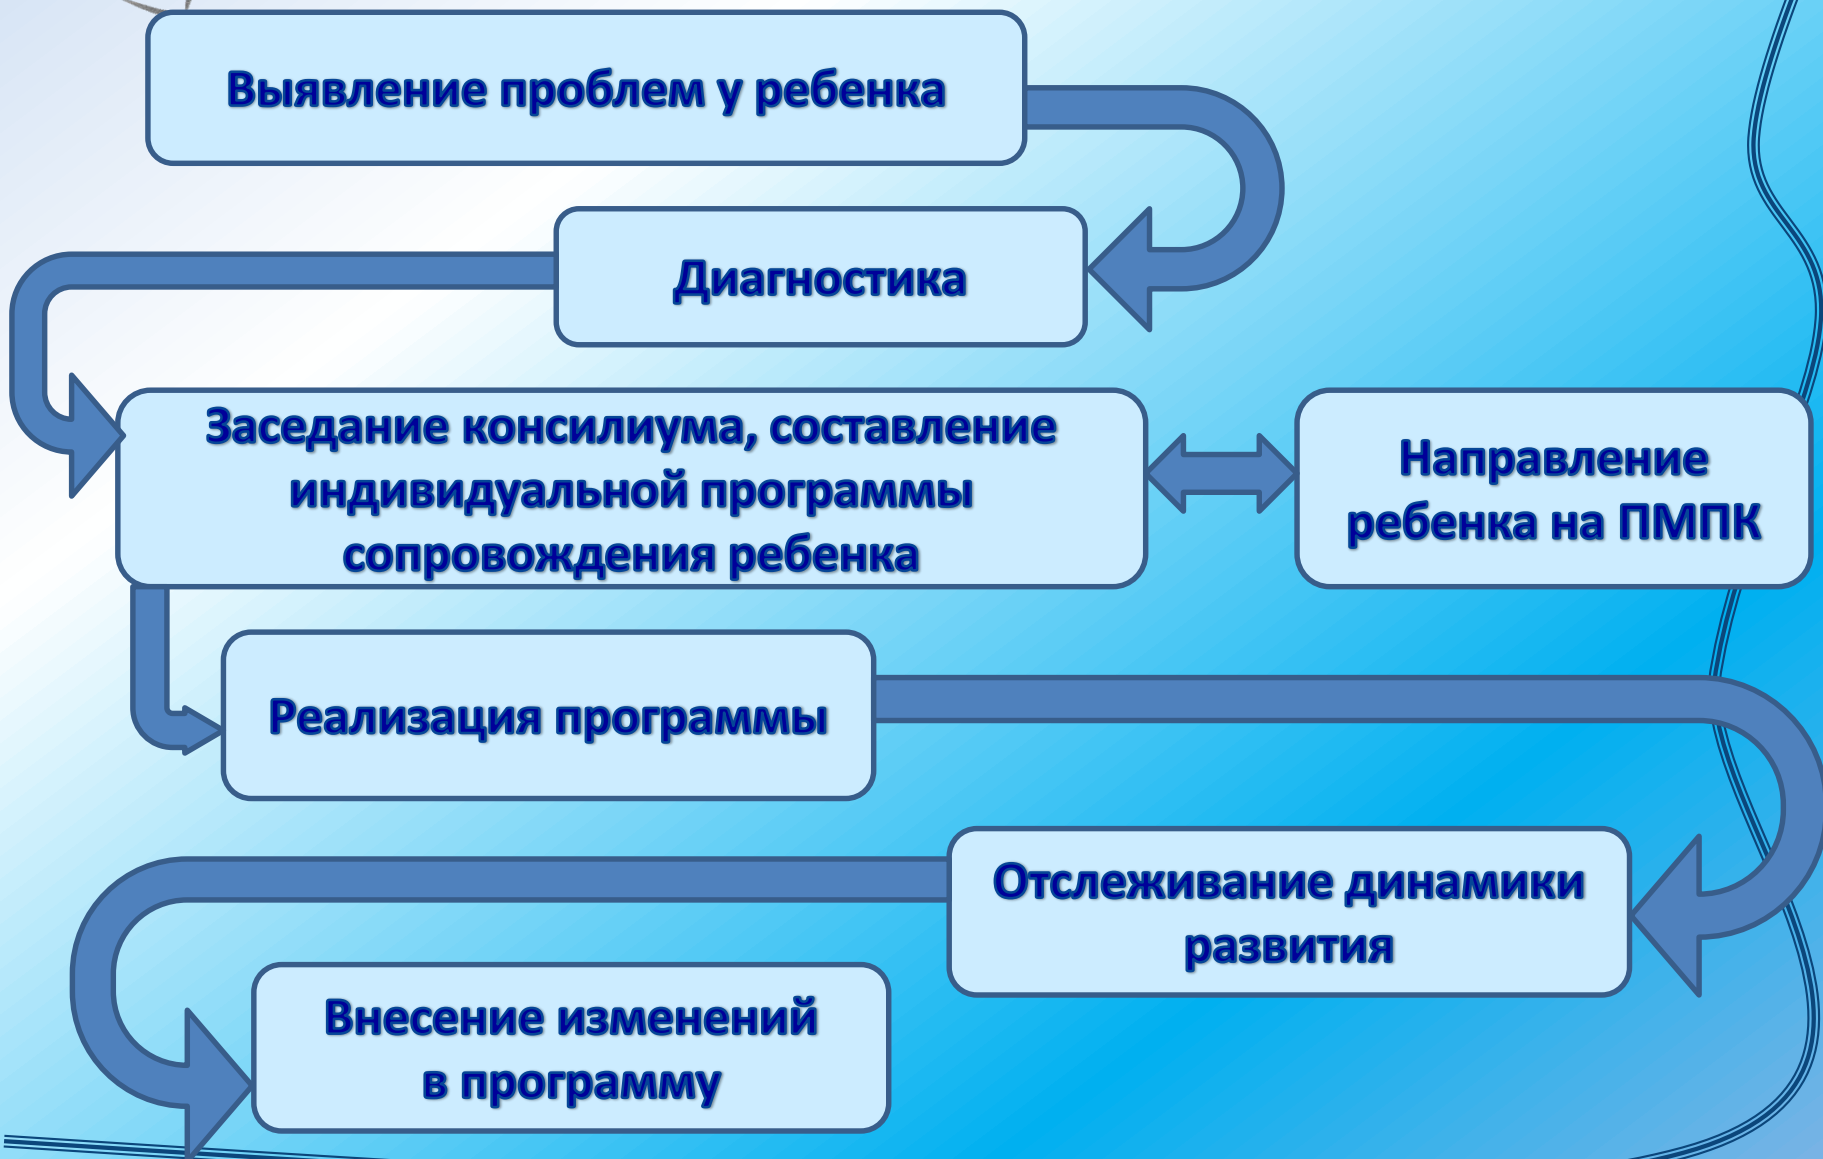 Выявление проблем у ребенка
Диагностика
Заседание консилиума, составление
индивидуальной программы
сопровождения ребенка
Направление
ребенка на ПМПК
Реализация программы
Отслеживание динамики
развития
Внесение изменений
в программу